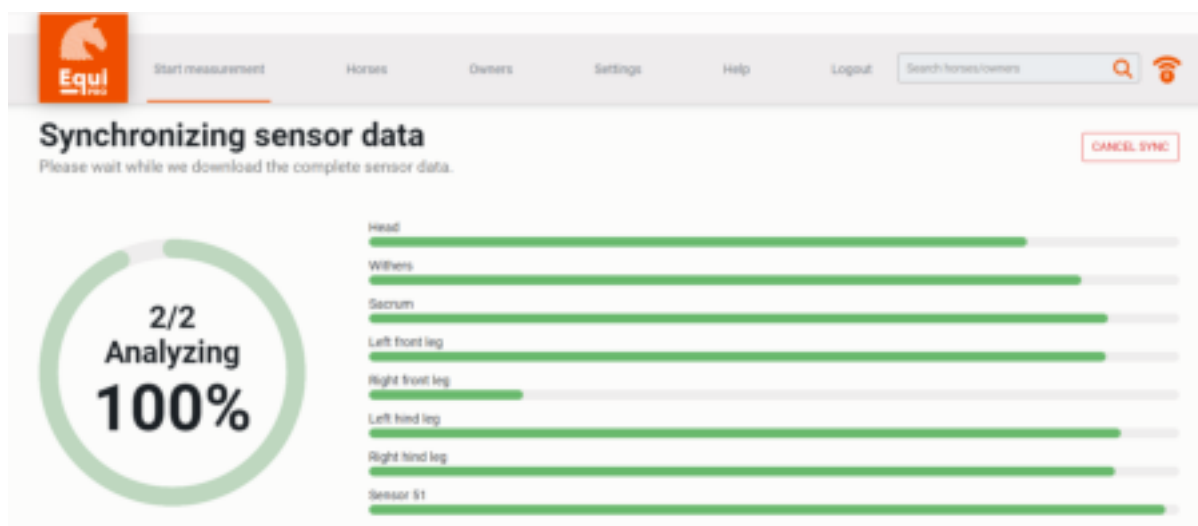 Equi
PRO
Start measurement
Horses
Owners
Settings
Help
Logout
Search horses/owners
Synchronizing sensor data
Please wait while we download the complete sensor data.
CANCEL SYNC
2/2
Analyzing
100%
Head
Withers
Sacrum
Left front leg
Right front leg
Left hind leg
Right hind leg
Sensor 51